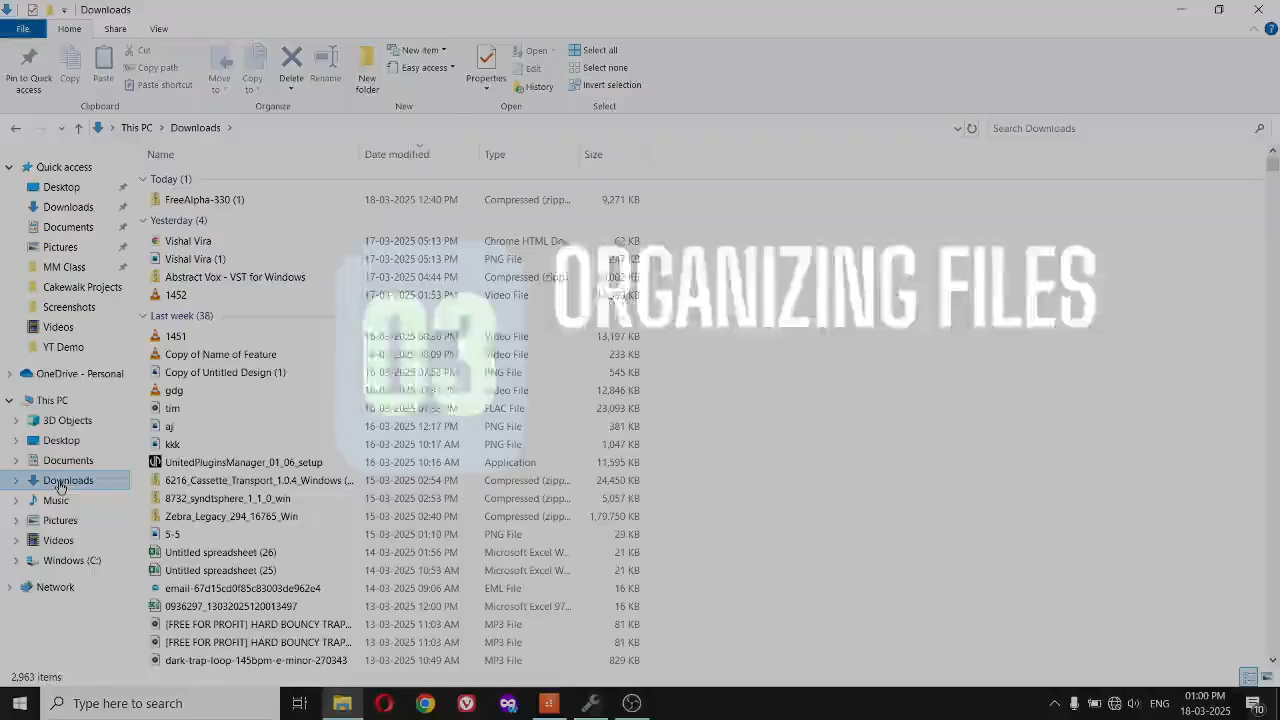 Downloads
File Home Share View
Pin to Quick access
Copy
Paste
Cut
Copy path
Paste shortcut
Move to
Copy to
Delete
Rename
New folder
New item
Easy access
Properties
Open
Edit
History
Select all
Select none
Invert selection
Clipboard Organize New Open Select
This PC Downloads
Search Downloads
Name Date modified Type Size
Quick access
Desktop
Downloads
Documents
Pictures
MM Class
Cakewalk Projects
Screenshots
Videos
YT Demo
OneDrive - Personal
This PC
3D Objects
Desktop
Documents
Downloads
Music
Pictures
Videos
Windows (C:)
Network
Today (1)
FreeAlpha-330 (1) 18-03-2025 12:40 PM Compressed (zipp... 9,271 KB
Yesterday (4)
Vishal Vira 17-03-2025 05:13 PM Chrome HTML Do... 62 KB
Vishal Vira (1) 17-03-2025 05:13 PM PNG File
Abstract Vox - VST for Windows 17-03-2025 04:44 PM Compressed (zipp...
1452 01:53 PM Video File
Last week (38)
1451 Video File 13,197 KB
Copy of Name of Feature Video File 233 KB
Copy of Untitled Design (1) PNG File 545 KB
gdg Video File 12,846 KB
tim FLAC File 23,093 KB
aj 16-03-2025 12:17 PM PNG File 381 KB
kkk 16-03-2025 10:17 AM PNG File 1,047 KB
UnitedPluginsManager_01_06_setup 16-03-2025 10:16 AM Application 11,595 KB
6216_Cassette_Transport_1.0.4_Windows (... 15-03-2025 02:54 PM Compressed (zipp... 24,450 KB
8732_syndtsphere_1_1_0_win 15-03-2025 02:53 PM Compressed (zipp... 5,057 KB
Zebra_Legacy_294_16765_Win 15-03-2025 02:40 PM Compressed (zipp... 1,79,750 KB
5-5 15-03-2025 01:10 PM PNG File 29 KB
Untitled spreadsheet (26) 14-03-2025 01:56 PM Microsoft Excel W... 21 KB
Untitled spreadsheet (25) 14-03-2025 10:53 AM Microsoft Excel W... 21 KB
email-67d15cd0f85c83003de962e4 14-03-2025 09:06 AM EML File 16 KB
0936297_13032025120013497 13-03-2025 12:00 PM Microsoft Excel 97... 16 KB
[FREE FOR PROFIT] HARD BOUNCY TRAP... 13-03-2025 11:03 AM MP3 File 81 KB
[FREE FOR PROFIT] HARD BOUNCY TRAP... 13-03-2025 11:03 AM MP3 File 81 KB
dark-trap-loop-145bpm-e-minor-270343 13-03-2025 10:49 AM MP3 File 829 KB
03
ORGANIZING FILES
2,963 items
Type here to search
ENG
01:00 PM
18-03-2025
10